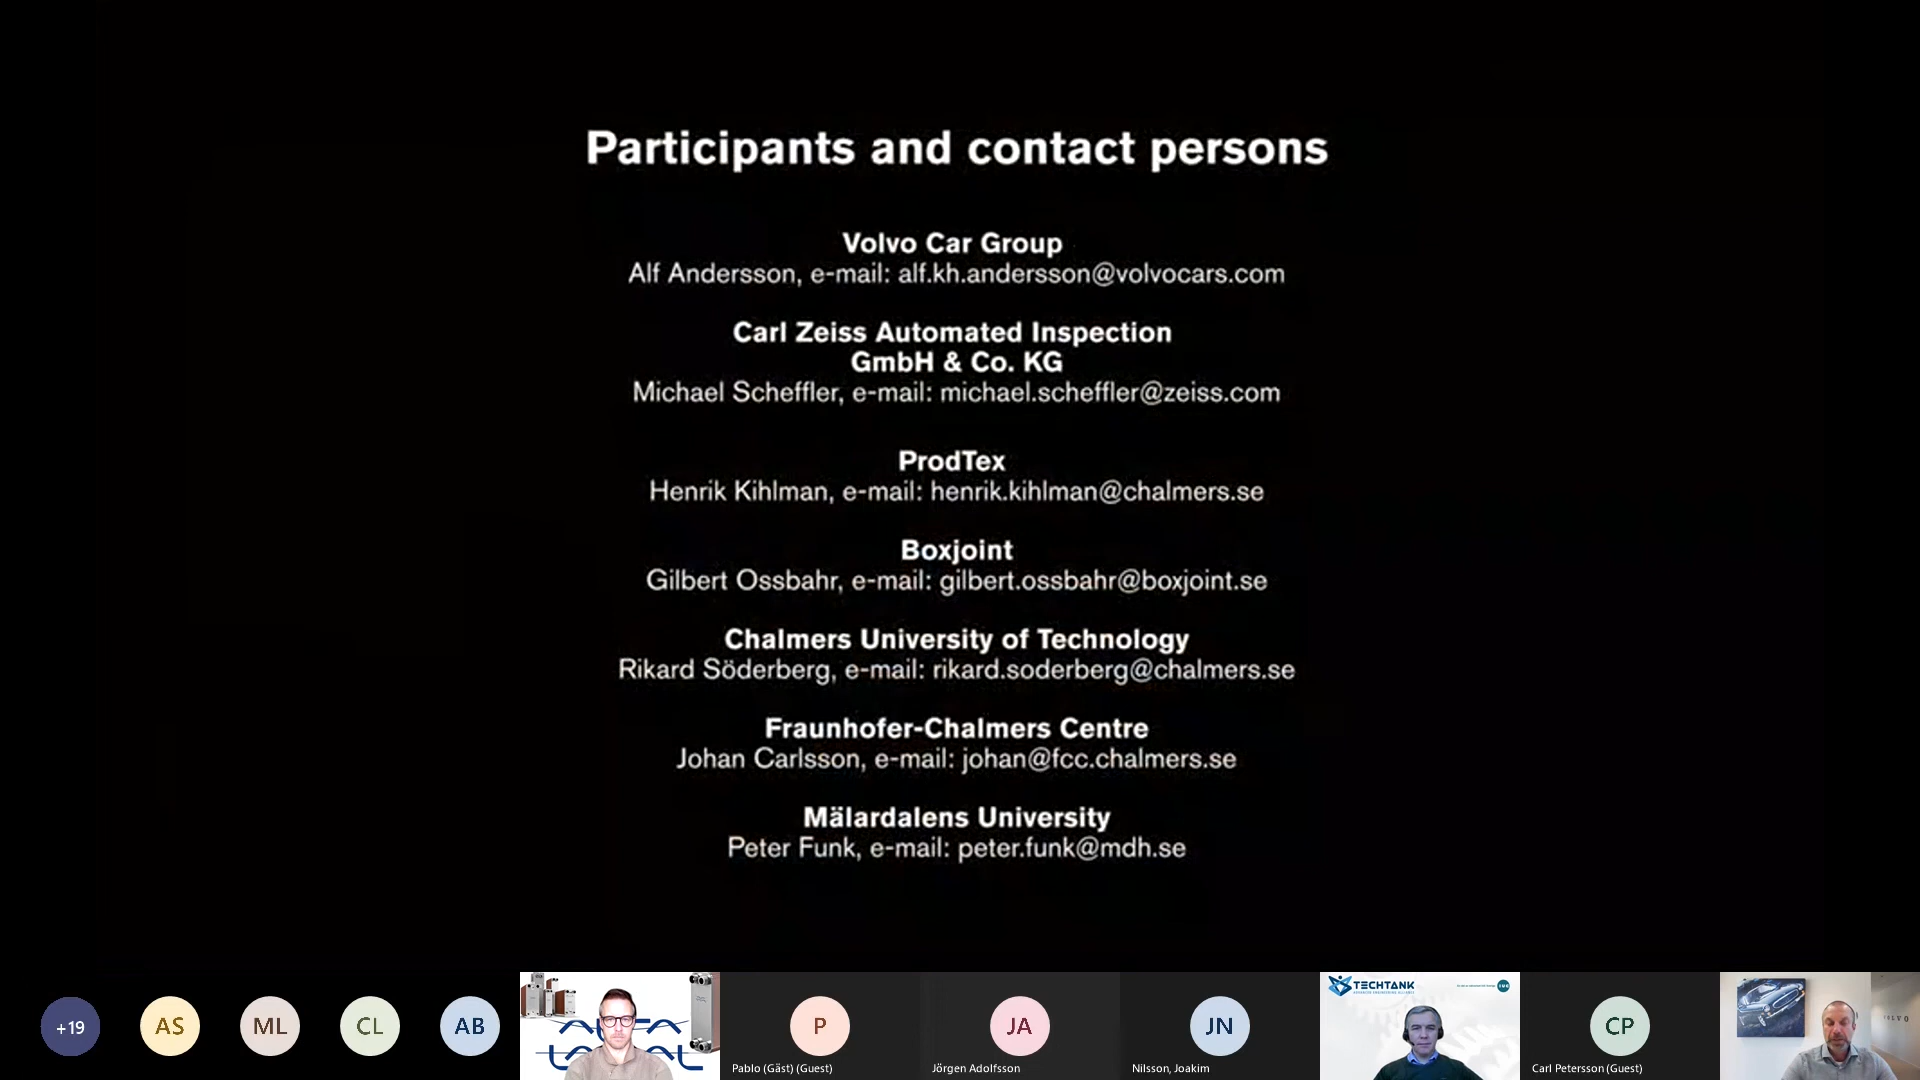 Participants and contact persons
Volvo Car Group
Alf Andersson, e-mail: alf.kh.andersson@volvocars.com
Carl Zeiss Automated Inspection
GmbH & Co. KG
Michael Scheffler, e-mail: michael.scheffler@zeiss.com
ProdTex
Henrik Kihlman, e-mail: henrik.kihlman@chalmers.se
Boxjoint
Gilbert Ossbahr, e-mail: gilbert.ossbahr@boxjoint.se
Chalmers University of Technology
Rikard Söderberg, e-mail: rikard.soderberg@chalmers.se
Fraunhofer-Chalmers Centre
Johan Carlsson, e-mail: johan@fcc.chalmers.se
Mälardalens University
Peter Funk, e-mail: peter.funk@mdh.se
+19
AS
ML
CL
AB
P
Pablo (Gäst) (Guest)
JA
Jörgen Adolfsson
JN
Nilsson, Joakim
TECHTANK
CP
Carl Petersson (Guest)
VOLVO